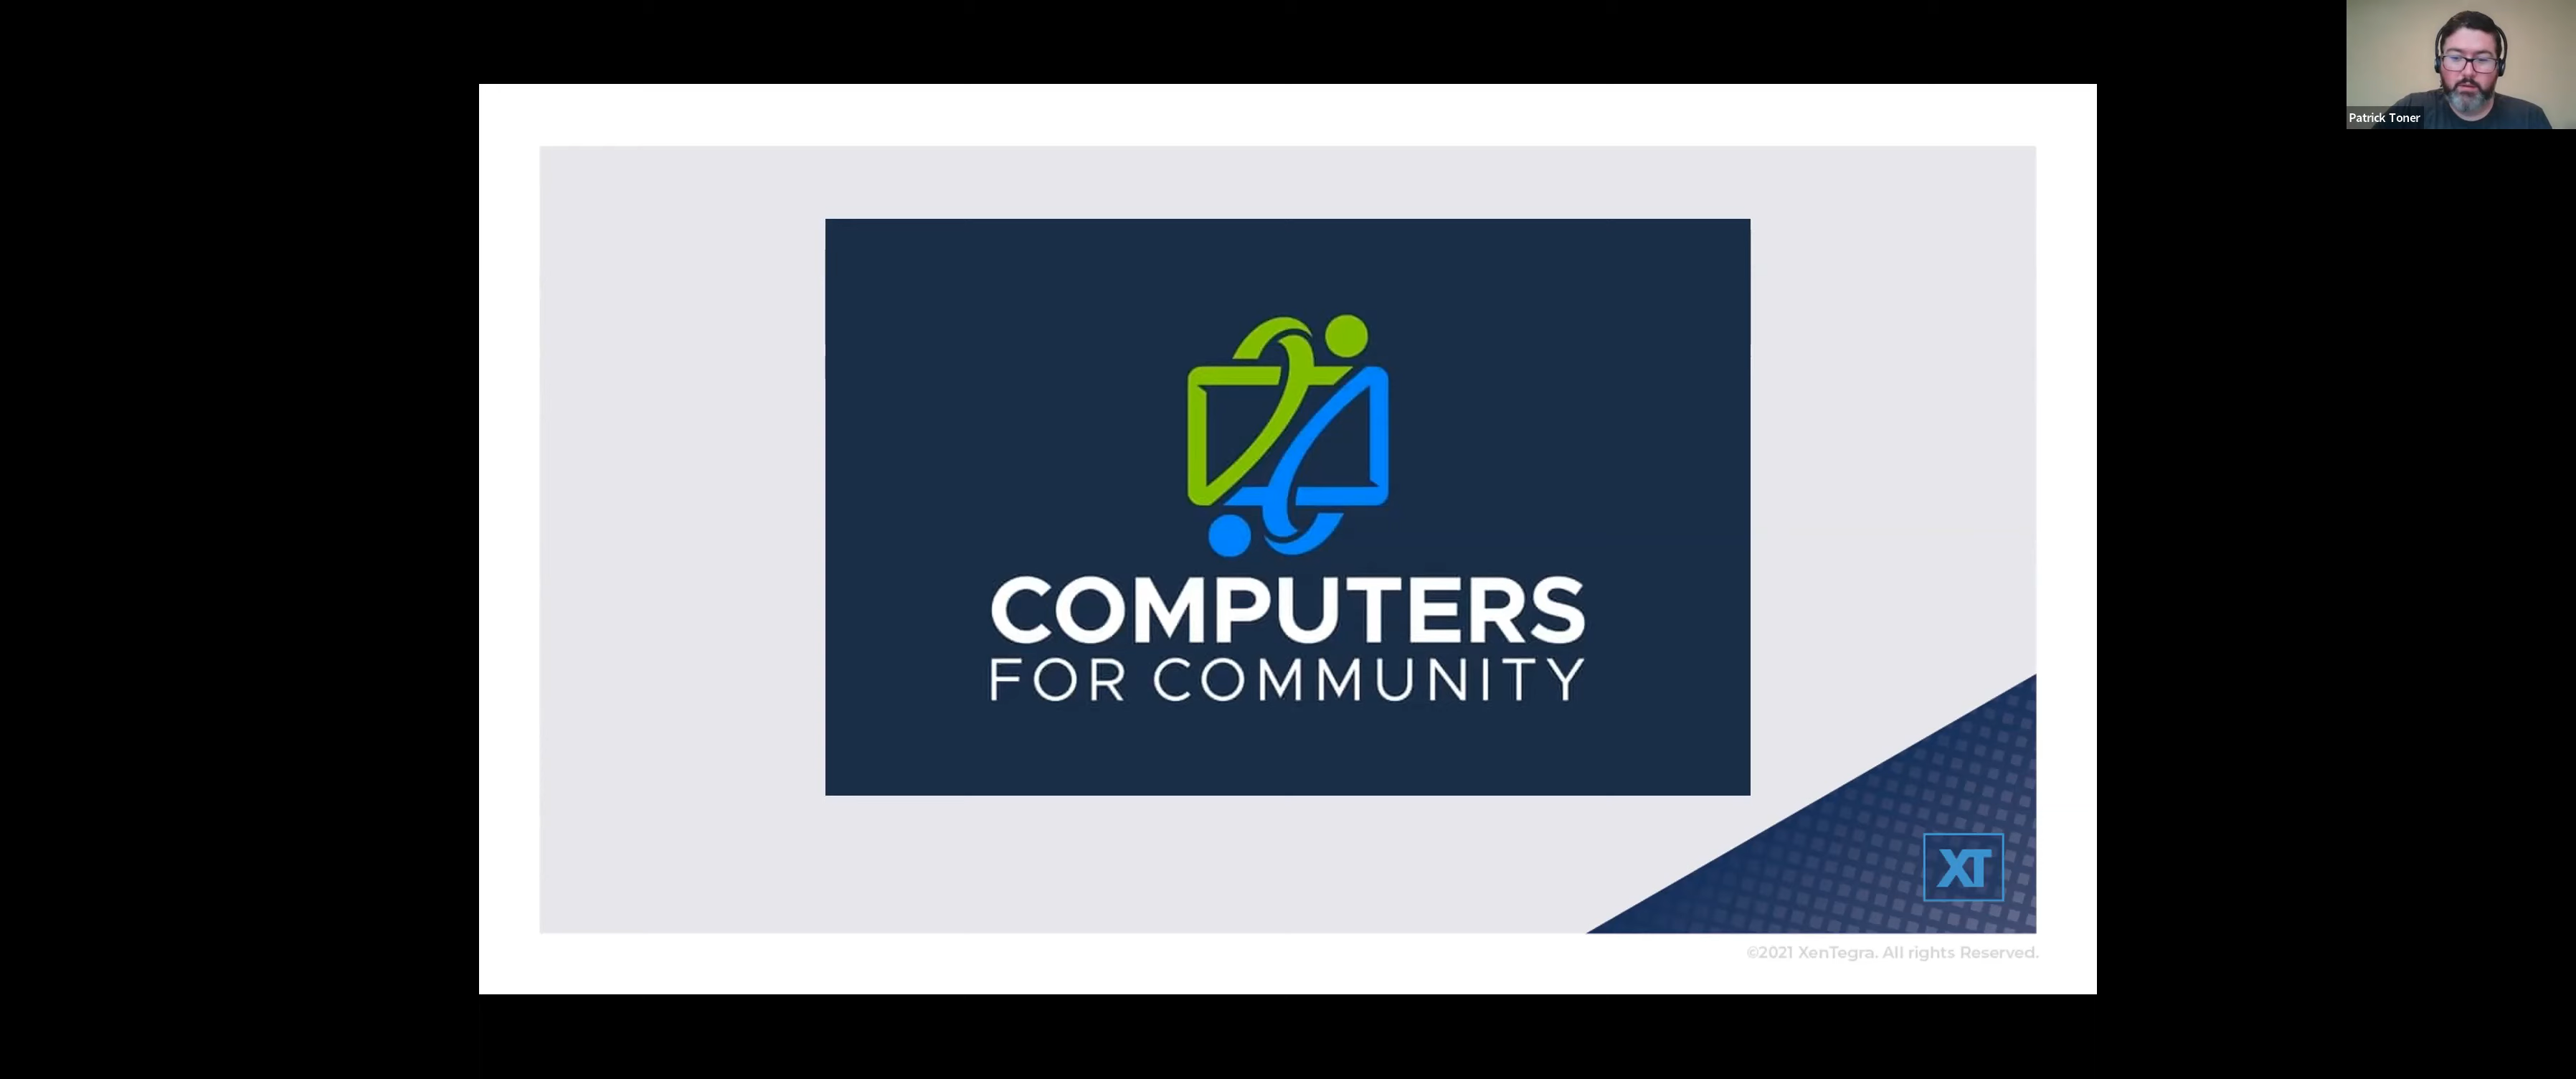 Patrick Toner
COMPUTERS
FOR COMMUNITY
XT
©2021 XenTegra. All rights Reserved.